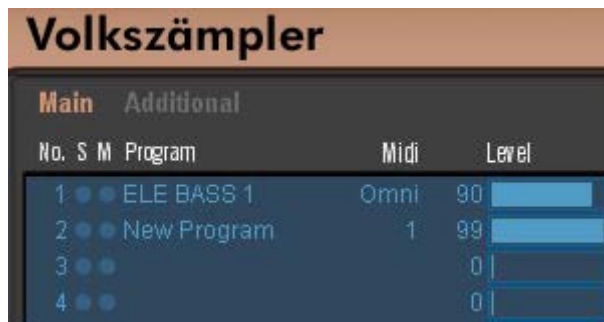 Volkszämpler
Main Additional
No. S M Program Midi Level
1 ELE BASS 1 Omni 90
2 New Program 1 99
3 0
4 0